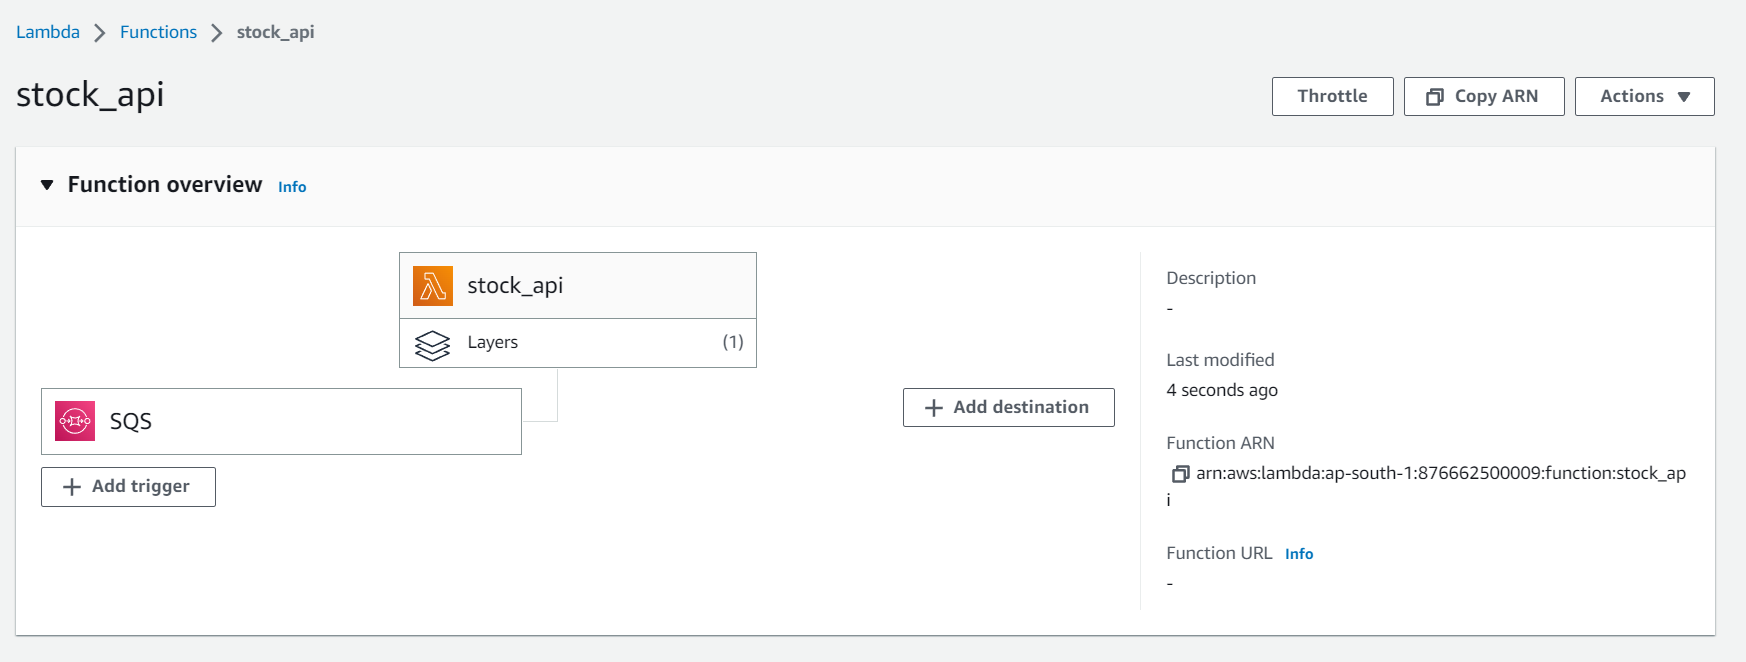 Lambda > Functions > stock_api
stock_api
Throttle
Copy ARN
Actions
Function overview Info
stock_api
Layers (1)
SQS
Add trigger
Add destination
Description
-
Last modified
4 seconds ago
Function ARN
arn:aws:lambda:ap-south-1:876662500009:function:stock_ap
i
Function URL Info
-